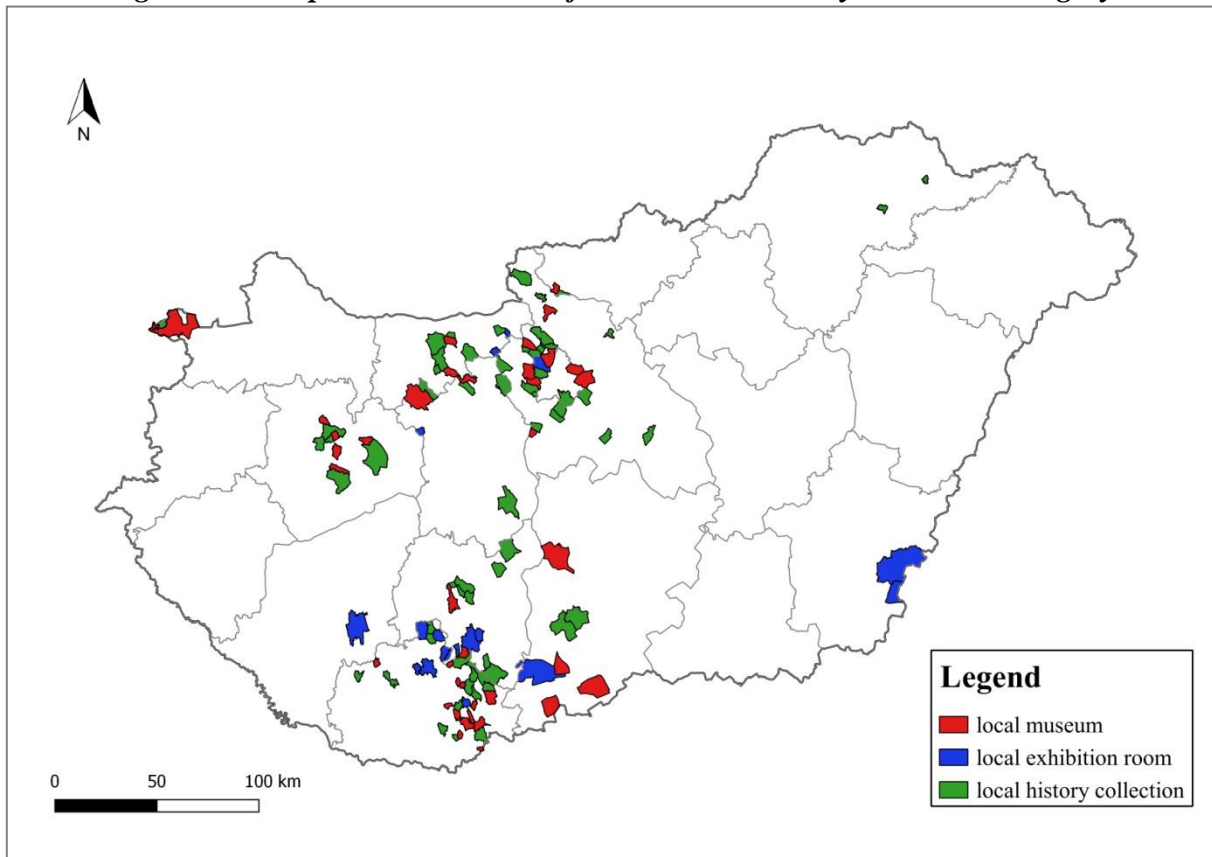 N
0 50 100 km
Legend
local museum
local exhibition room
local history collection